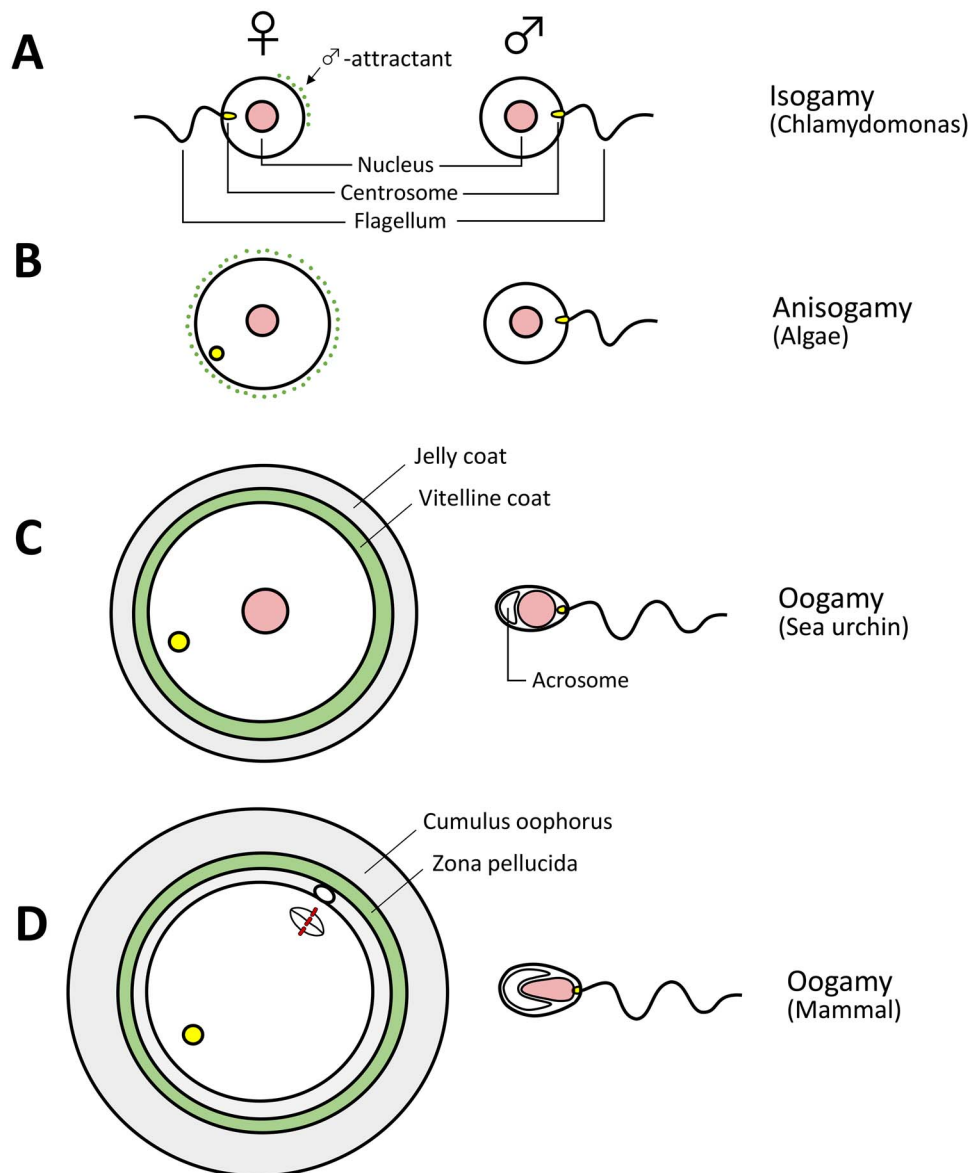 A
♀
♂
♂-attractant
Isogamy
(Chlamydomonas)
Nucleus
Centrosome
Flagellum
B
Anisogamy
(Algae)
Jelly coat
Vitelline coat
C
Oogamy
(Sea urchin)
Acrosome
Cumulus oophorus
Zona pellucida
D
Oogamy
(Mammal)